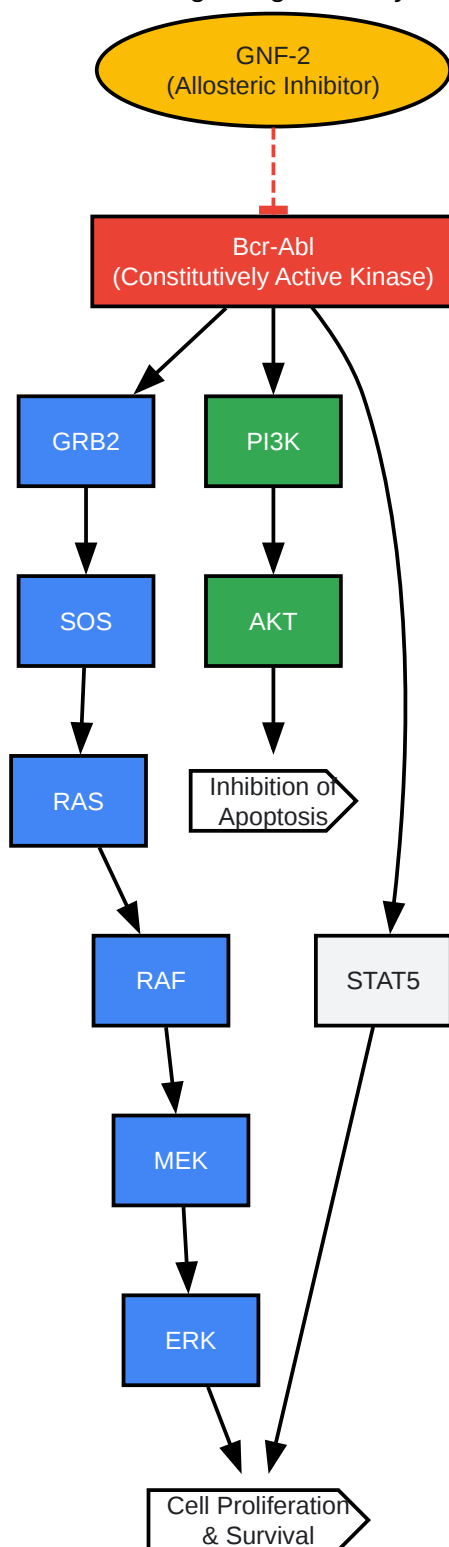 GNF-2
(Allosteric Inhibitor)
Bcr-Abl
(Constitutively Active Kinase)
GRB2
PI3K
SOS
AKT
RAS
Inhibition of
Apoptosis
RAF
STAT5
MEK
ERK
Cell Proliferation
& Survival